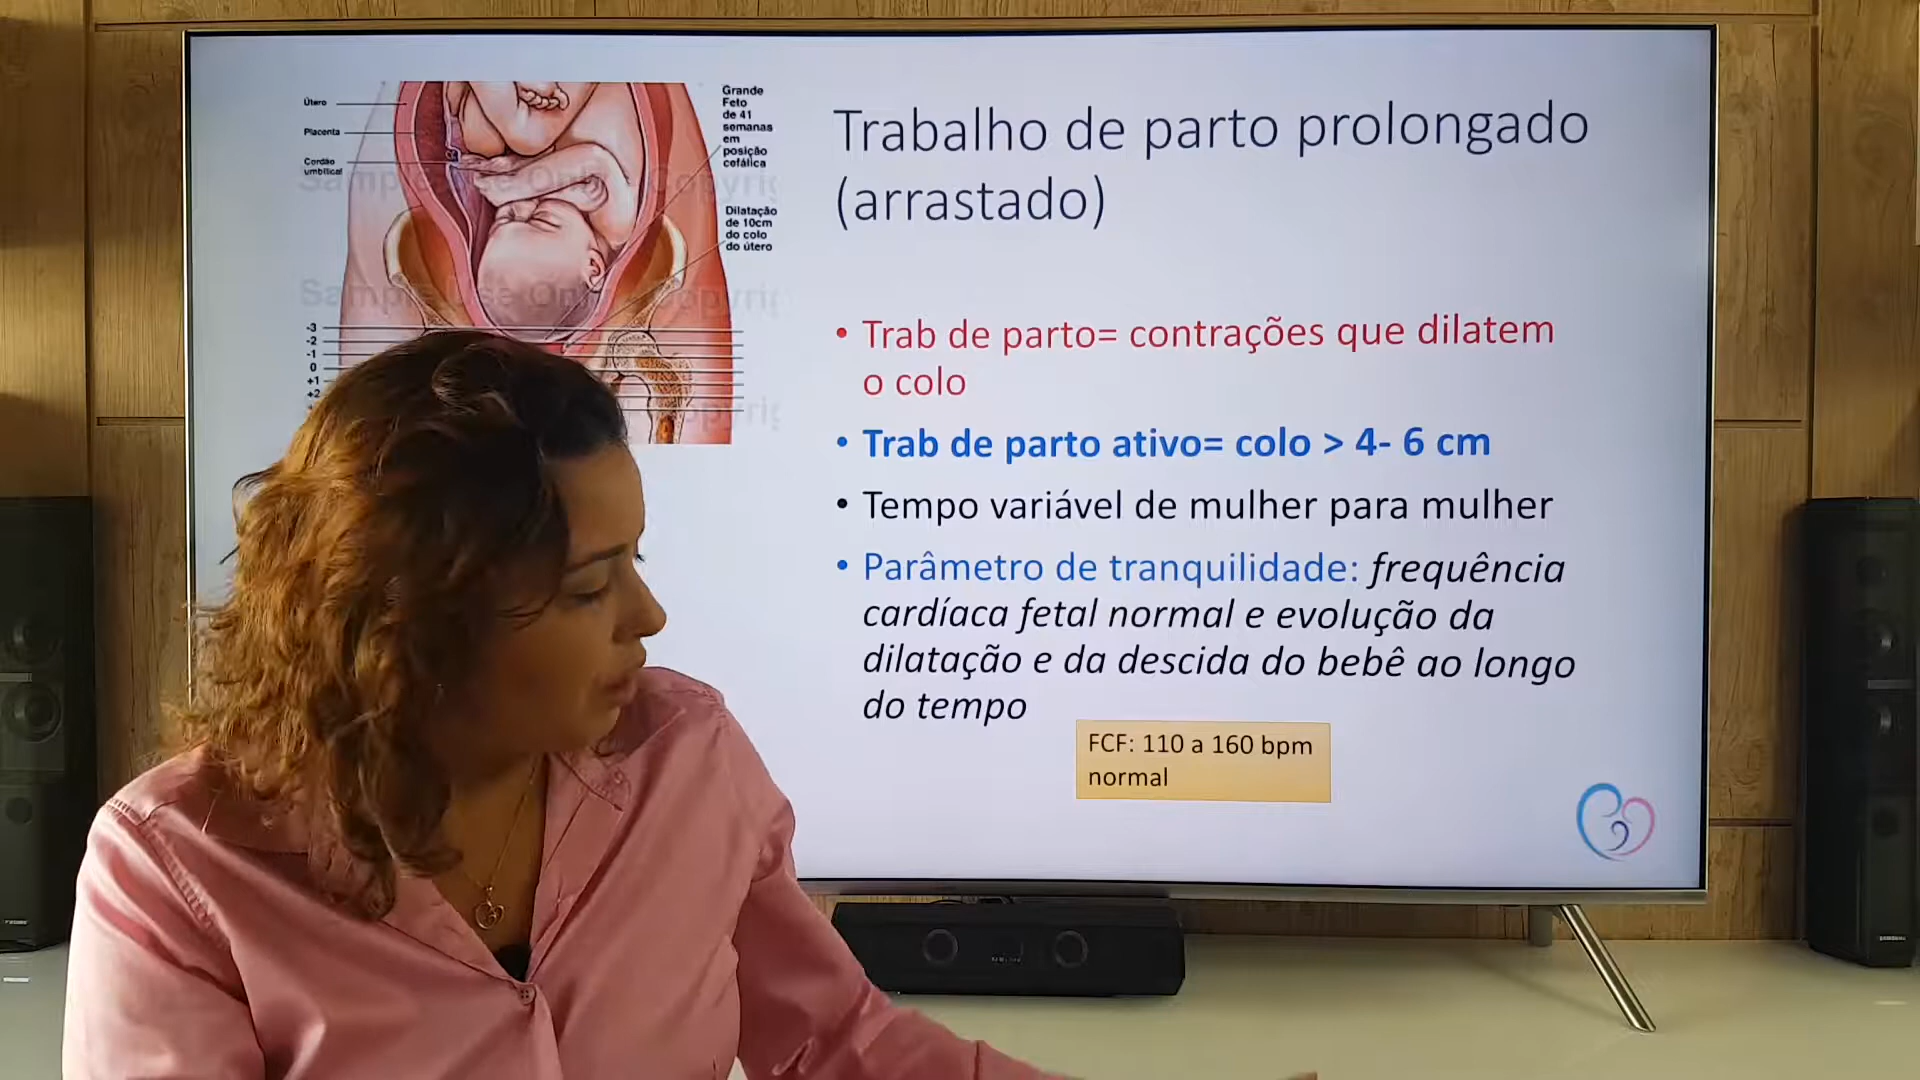 Útero
Placenta
Cordão
umbilical
Grande
Feto
de 41
semanas
em
posição
cefálica
Dilatação
de 10cm
do colo
do útero
-3
-2
-1
0
+1
+2
Trabalho de parto prolongado
(arrastado)
• Trab de parto= contrações que dilatem
o colo
• Trab de parto ativo= colo > 4- 6 cm
• Tempo variável de mulher para mulher
• Parâmetro de tranquilidade: frequência
cardíaca fetal normal e evolução da
dilatação e da descida do bebê ao longo
do tempo
FCF: 110 a 160 bpm
normal
SAMSUNG